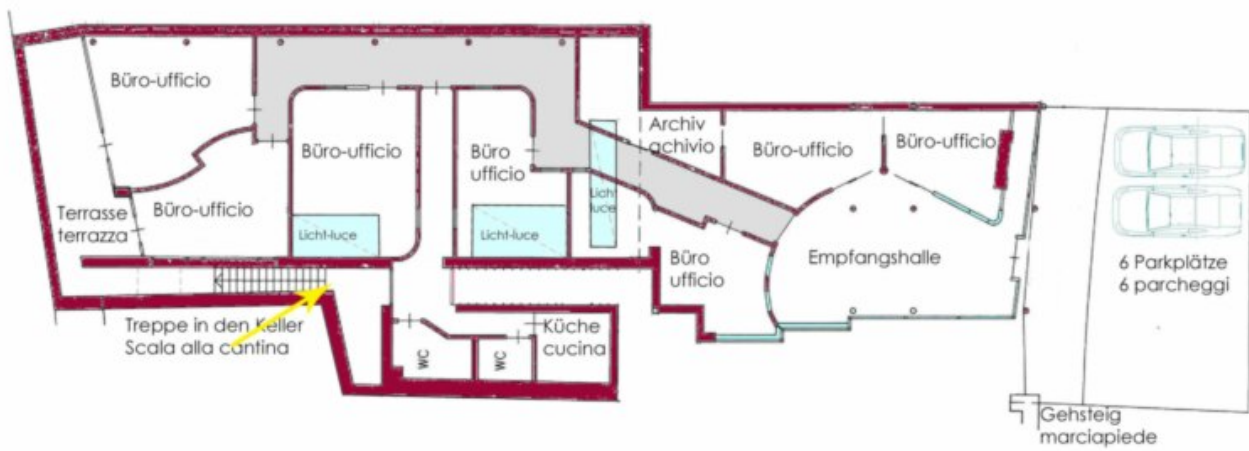 Büro-ufficio
Büro-ufficio
Büro
ufficio
Archiv
achivio
Büro-ufficio
Büro-ufficio
Terrasse
terrazza
Büro-ufficio
Licht-luce
Licht-luce
Licht
luce
Büro
ufficio
Empfangshalle
6 Parkplätze
6 parcheggi
Treppe in den Keller
Scala alla cantina
WC
WC
Küche
cucina
Gehsteig
marciapiede